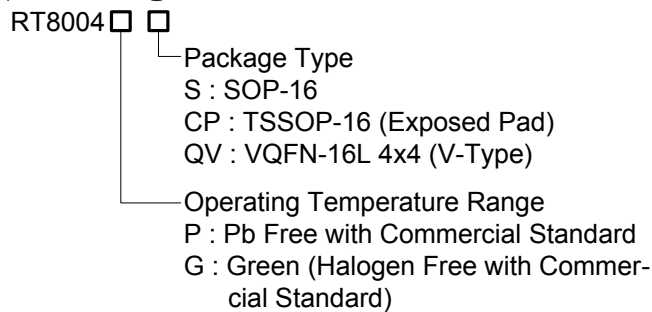 RT8004□ □
Package Type
S : SOP-16
CP : TSSOP-16 (Exposed Pad)
QV : VQFN-16L 4x4 (V-Type)
Operating Temperature Range
P : Pb Free with Commercial Standard
G : Green (Halogen Free with Commer-
cial Standard)